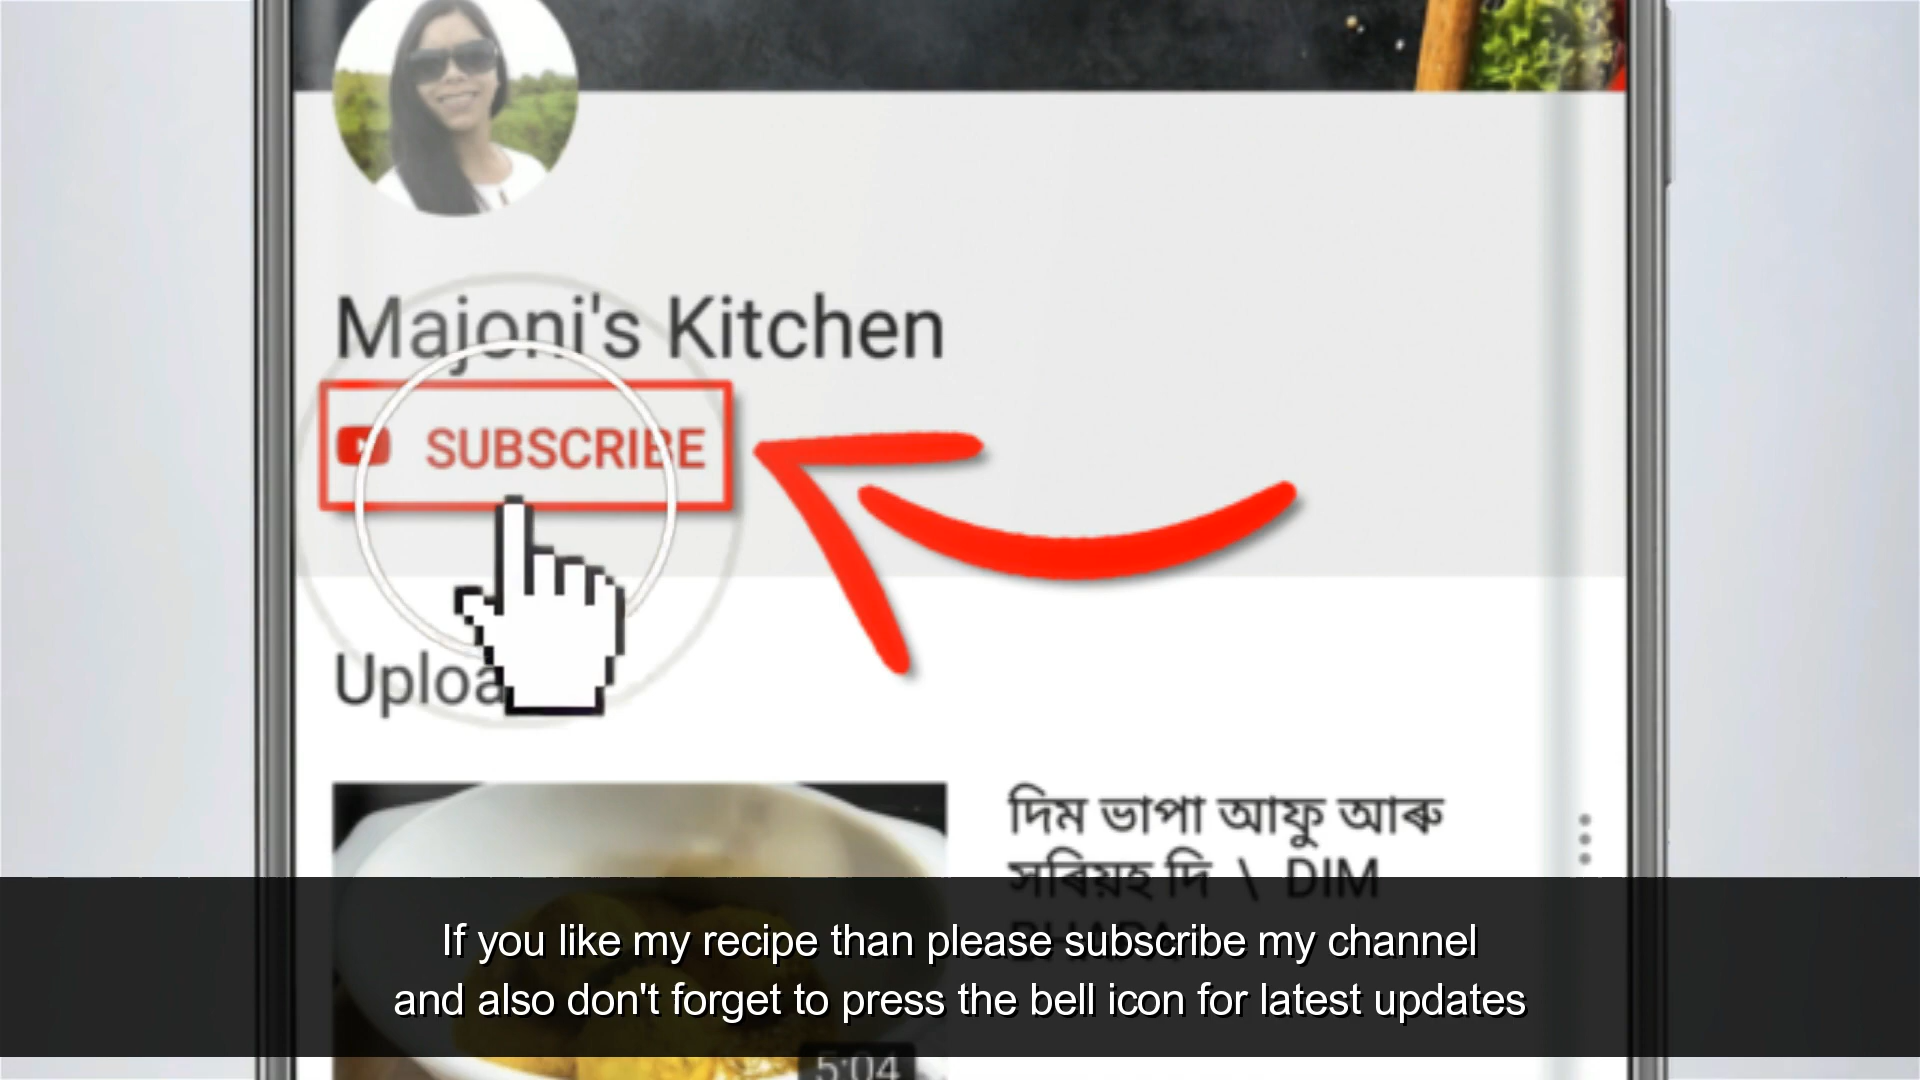 Majoni's Kitchen
SUBSCRIBE
দিম ভাপা আফু আৰু
সৰিয়হ দি \ DIM
If you like my recipe than please subscribe my channel
and also don't forget to press the bell icon for latest updates
5:04